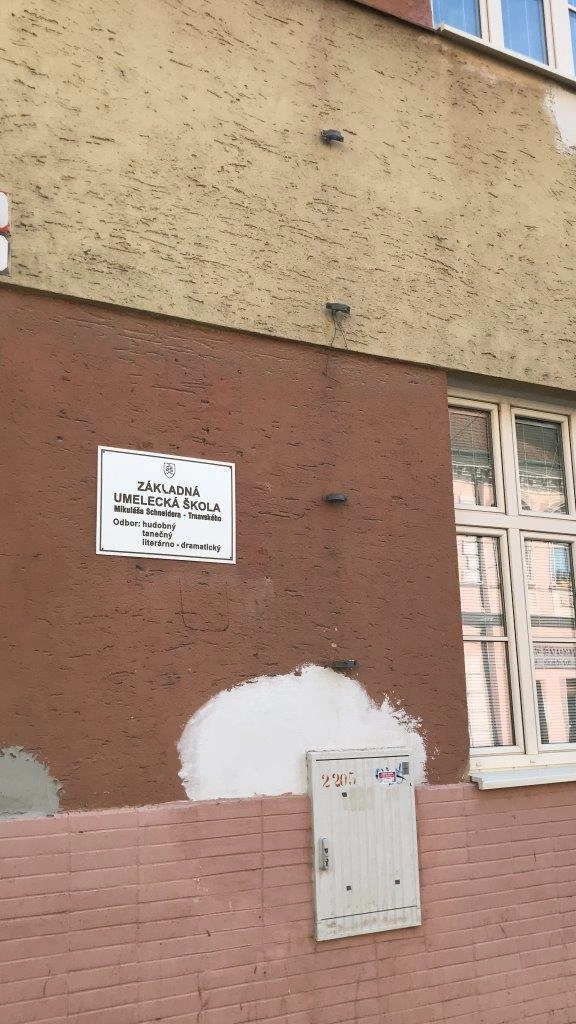 ZÁKLADNÁ
UMELECKÁ ŠKOLA
Mikuláša Schneidera - Trnavského
Odbor: hudobný
tanečný
literárno - dramatický
2205